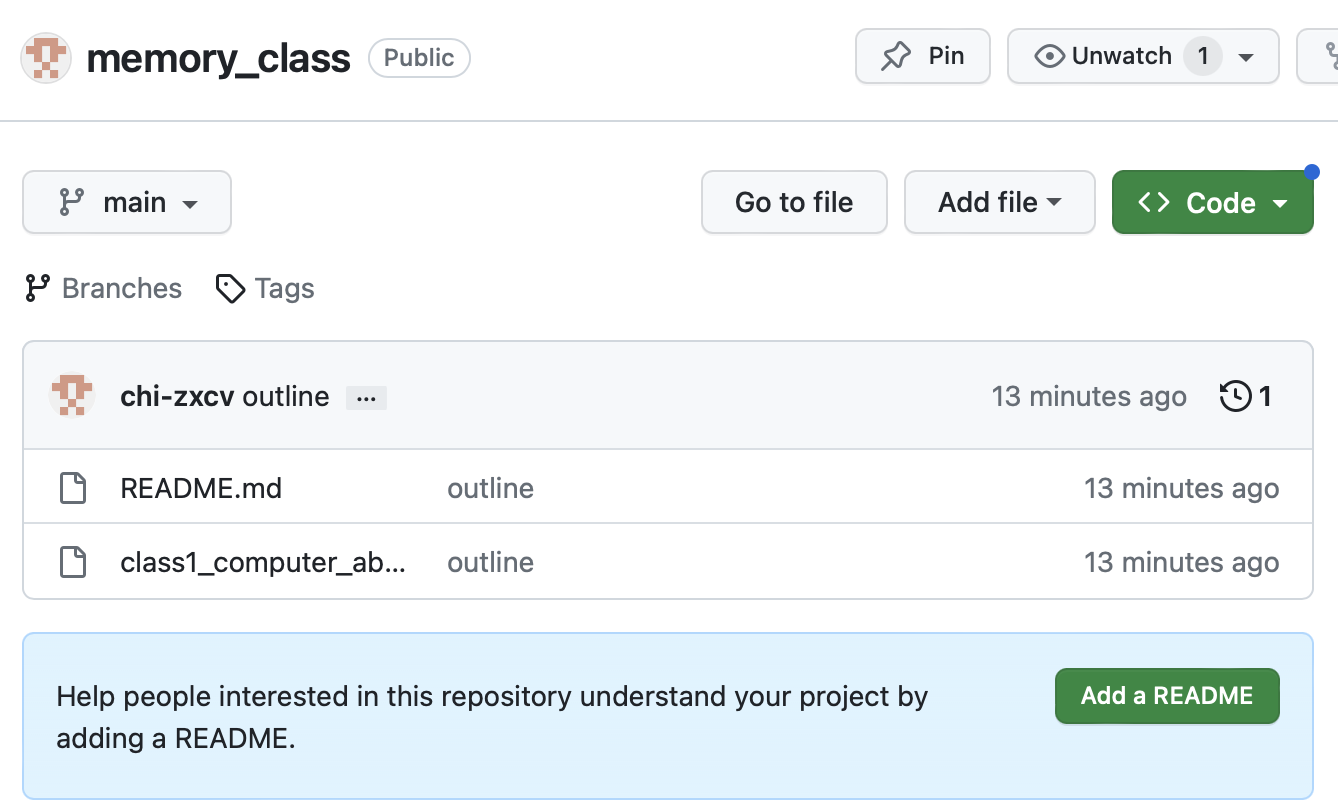 memory_class Public Pin Unwatch 1
main Go to file Add file Code
Branches Tags
chi-zxcv outline ... 13 minutes ago 1
README.md outline 13 minutes ago
class1_computer_ab... outline 13 minutes ago
Help people interested in this repository understand your project by
adding a README.
Add a README